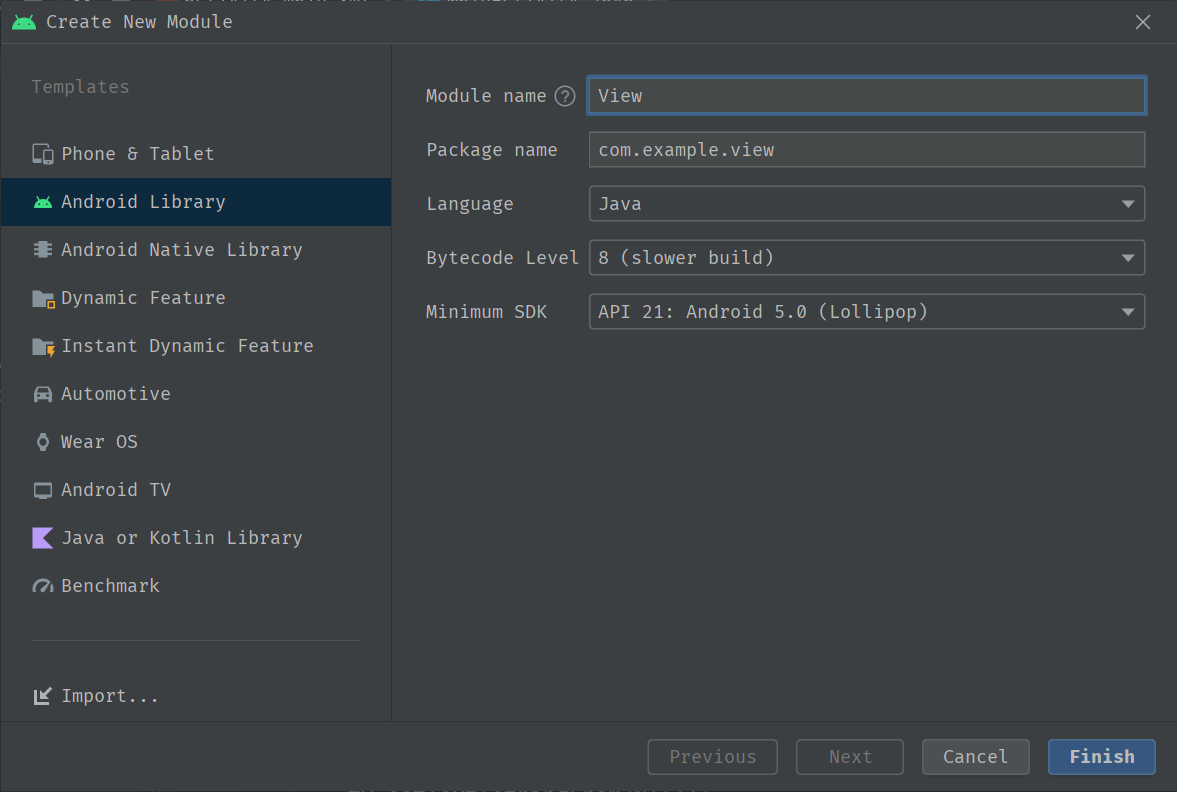 Create New Module
Templates
Phone & Tablet
Android Library
Android Native Library
Dynamic Feature
Instant Dynamic Feature
Automotive
Wear OS
Android TV
Java or Kotlin Library
Benchmark
Import...
Module name ? View
Package name com.example.view
Language Java
Bytecode Level 8 (slower build)
Minimum SDK API 21: Android 5.0 (Lollipop)
Previous Next Cancel Finish